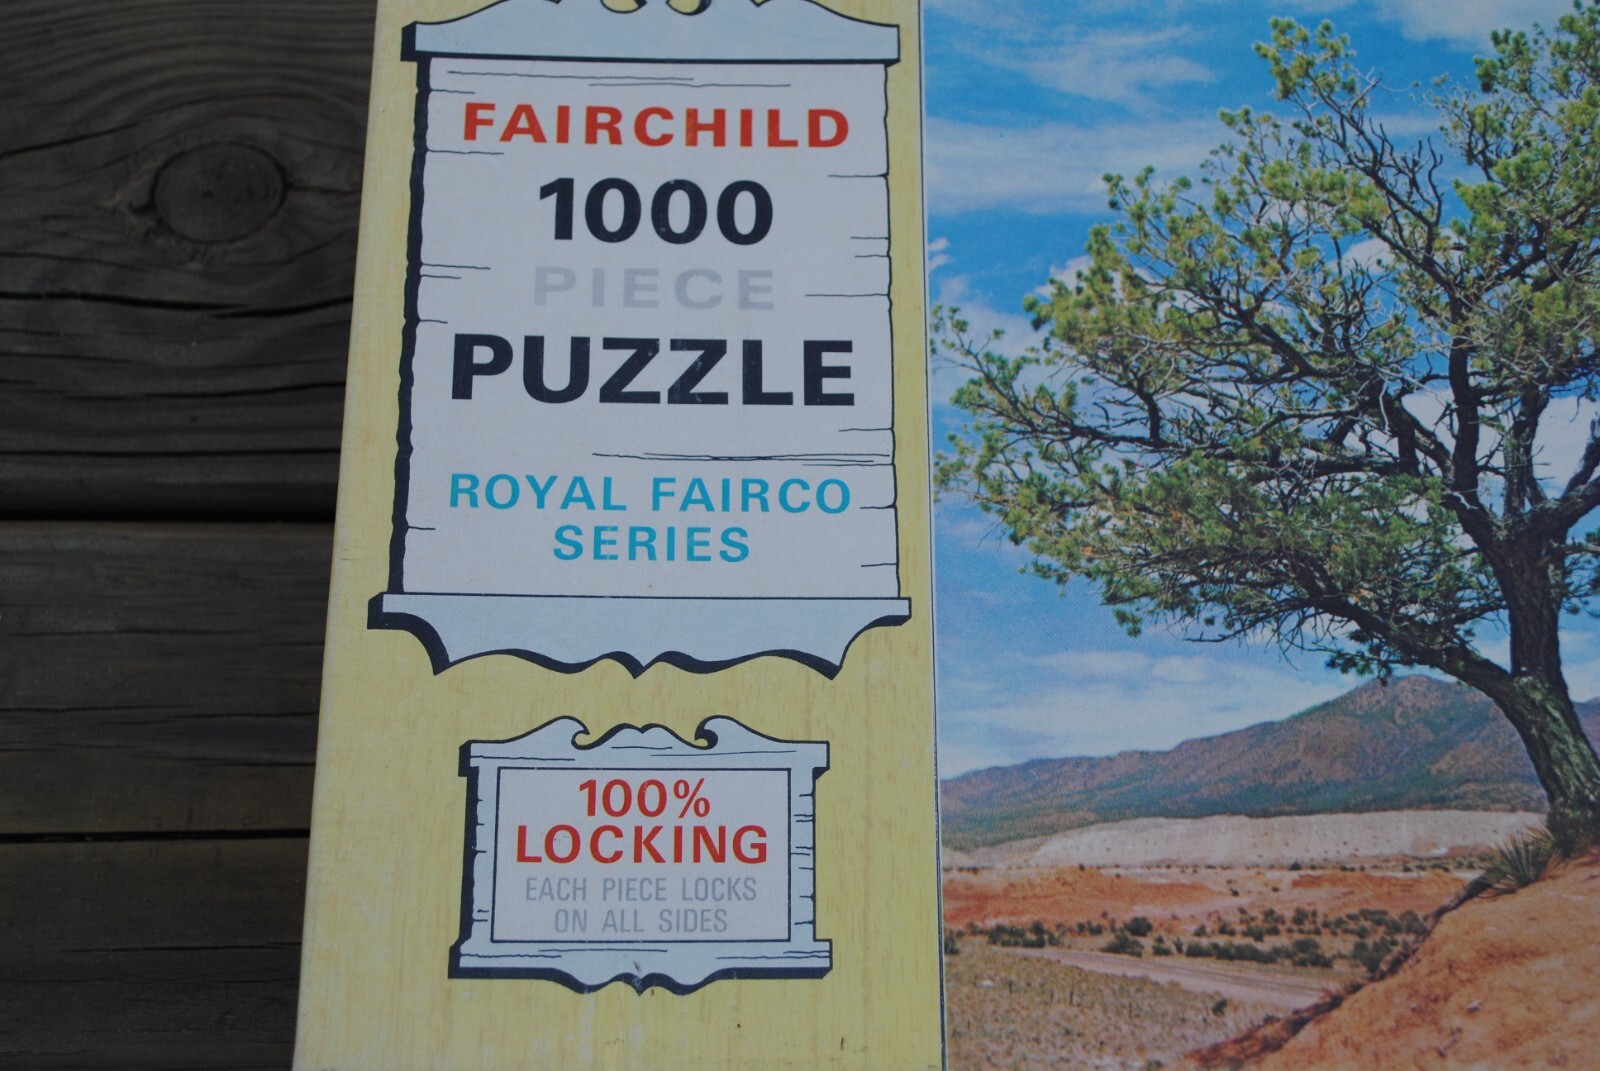 FAIRCHILD
1000
PIECE
PUZZLE
ROYAL FAIRCO
SERIES
100%
LOCKING
EACH PIECE LOCKS
ON ALL SIDES